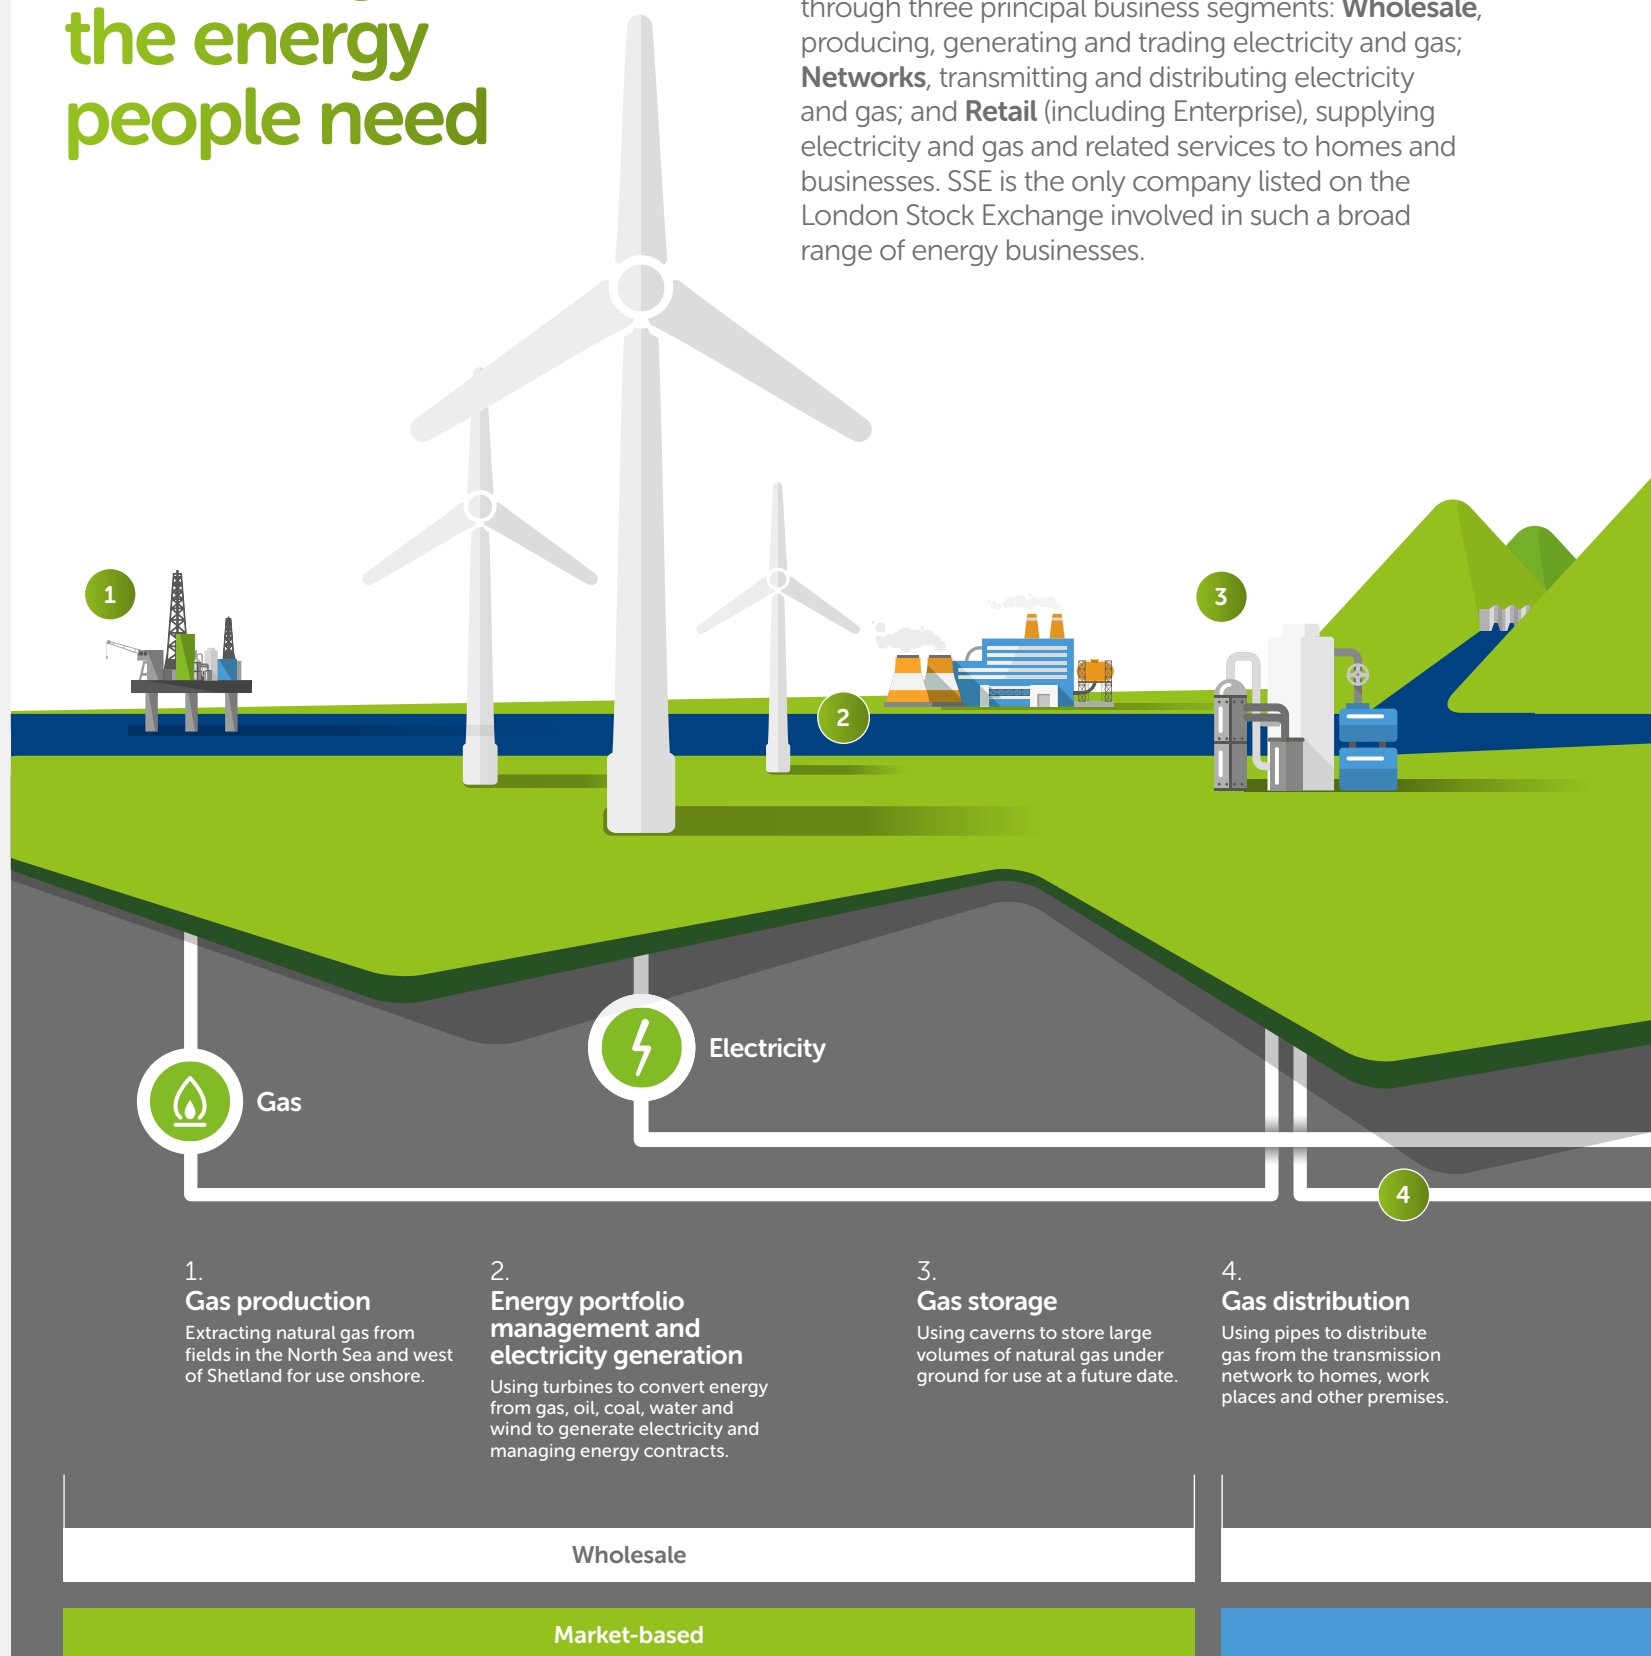 the energy
people need
through three principal business segments: Wholesale,
producing, generating and trading electricity and gas;
Networks, transmitting and distributing electricity
and gas; and Retail (including Enterprise), supplying
electricity and gas and related services to homes and
businesses. SSE is the only company listed on the
London Stock Exchange involved in such a broad
range of energy businesses.
1
2
3
Electricity
Gas
4
1.
Gas production
Extracting natural gas from
fields in the North Sea and west
of Shetland for use onshore.
2.
Energy portfolio
management and
electricity generation
Using turbines to convert energy
from gas, oil, coal, water and
wind to generate electricity and
managing energy contracts.
3.
Gas storage
Using caverns to store large
volumes of natural gas under
ground for use at a future date.
4.
Gas distribution
Using pipes to distribute
gas from the transmission
network to homes, work
places and other premises.
Wholesale
Market-based